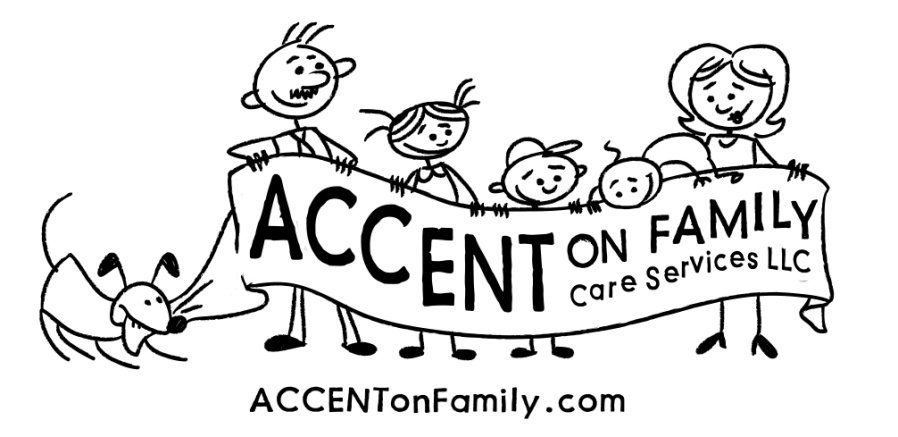 ACCENT ON FAMILY
Care Services LLC
ACCENTonFamily.com